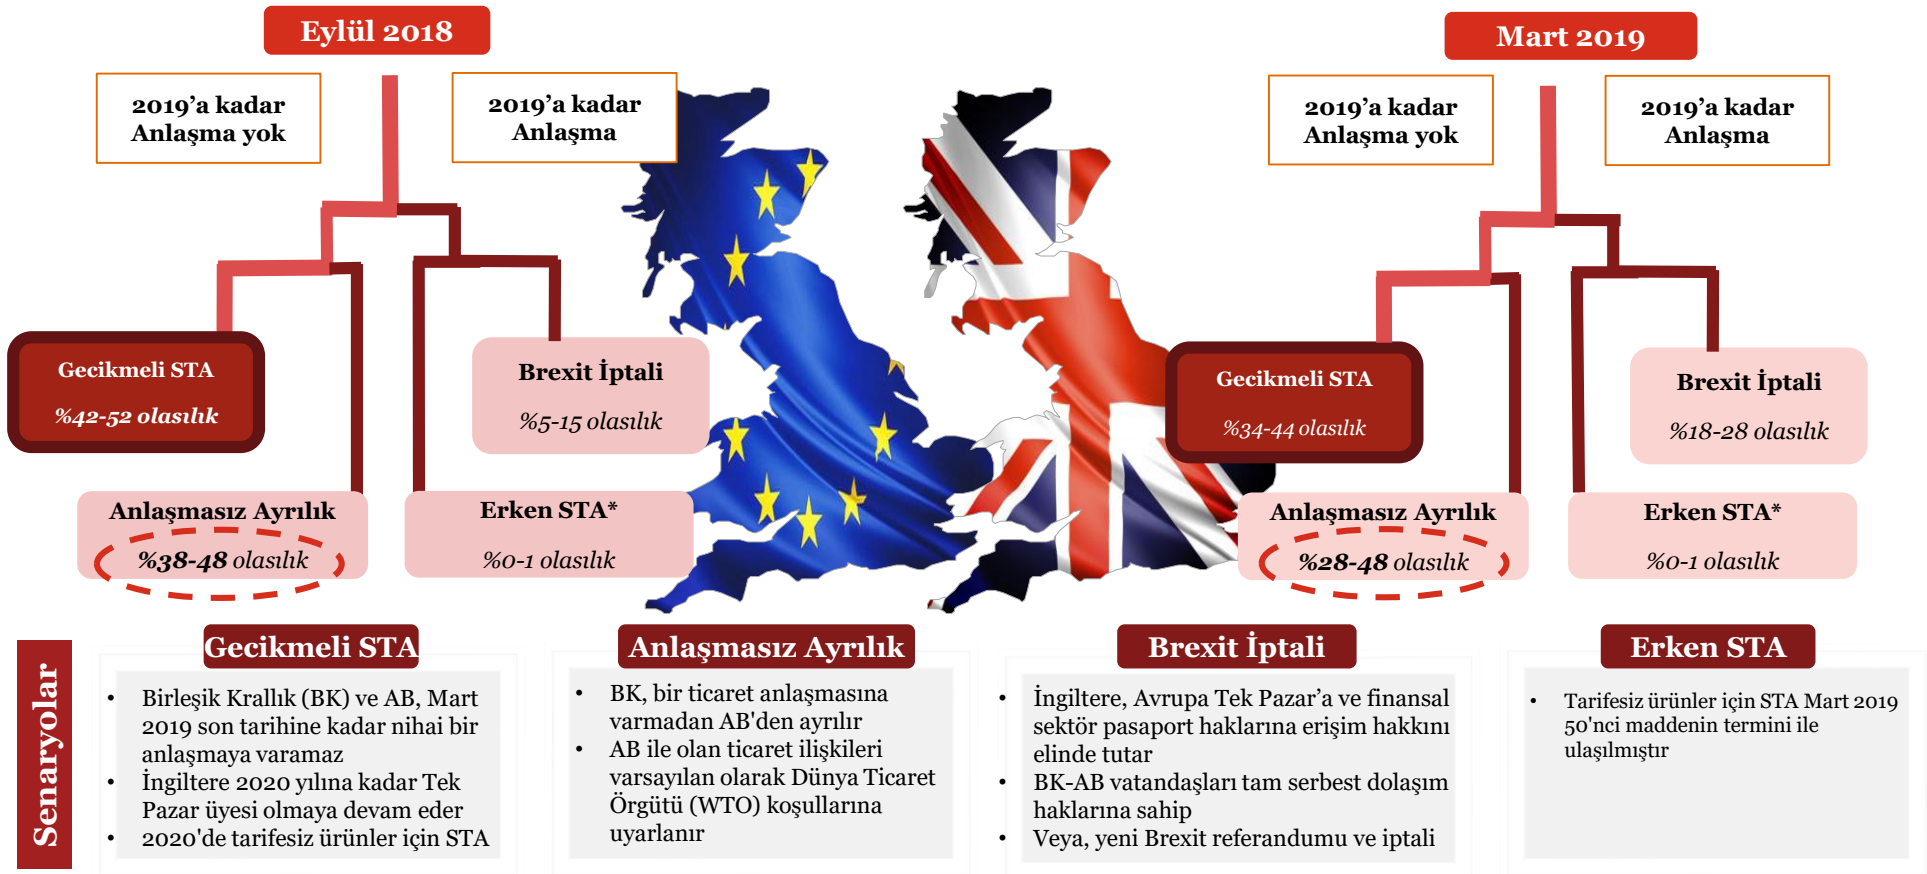 Eylül 2018
2019’a kadar
Anlaşma yok
2019’a kadar
Anlaşma
Gecikmeli STA
%42-52 olasılık
Brexit İptali
%5-15 olasılık
Anlaşmasız Ayrılık
%38-48 olasılık
Erken STA*
%0-1 olasılık
Mart 2019
2019’a kadar
Anlaşma yok
2019’a kadar
Anlaşma
Gecikmeli STA
%34-44 olasılık
Brexit İptali
%18-28 olasılık
Anlaşmasız Ayrılık
%28-48 olasılık
Erken STA*
%0-1 olasılık
Senaryolar
Gecikmeli STA
• Birleşik Krallık (BK) ve AB, Mart
2019 son tarihine kadar nihai bir
anlaşmaya varamaz
• İngiltere 2020 yılına kadar Tek
Pazar üyesi olmaya devam eder
• 2020'de tarifesiz ürünler için STA
Anlaşmasız Ayrılık
• BK, bir ticaret anlaşmasına
varmadan AB'den ayrılır
• AB ile olan ticaret ilişkileri
varsayılan olarak Dünya Ticaret
Örgütü (WTO) koşullarına
uyarlanır
Brexit İptali
• İngiltere, Avrupa Tek Pazar’a ve finansal
sektör pasaport haklarına erişim hakkını
elinde tutar
• BK-AB vatandaşları tam serbest dolaşım
haklarına sahip
• Veya, yeni Brexit referandumu ve iptali
Erken STA
• Tarifesiz ürünler için STA Mart 2019
50'nci maddenin termini ile
ulaşılmıştır